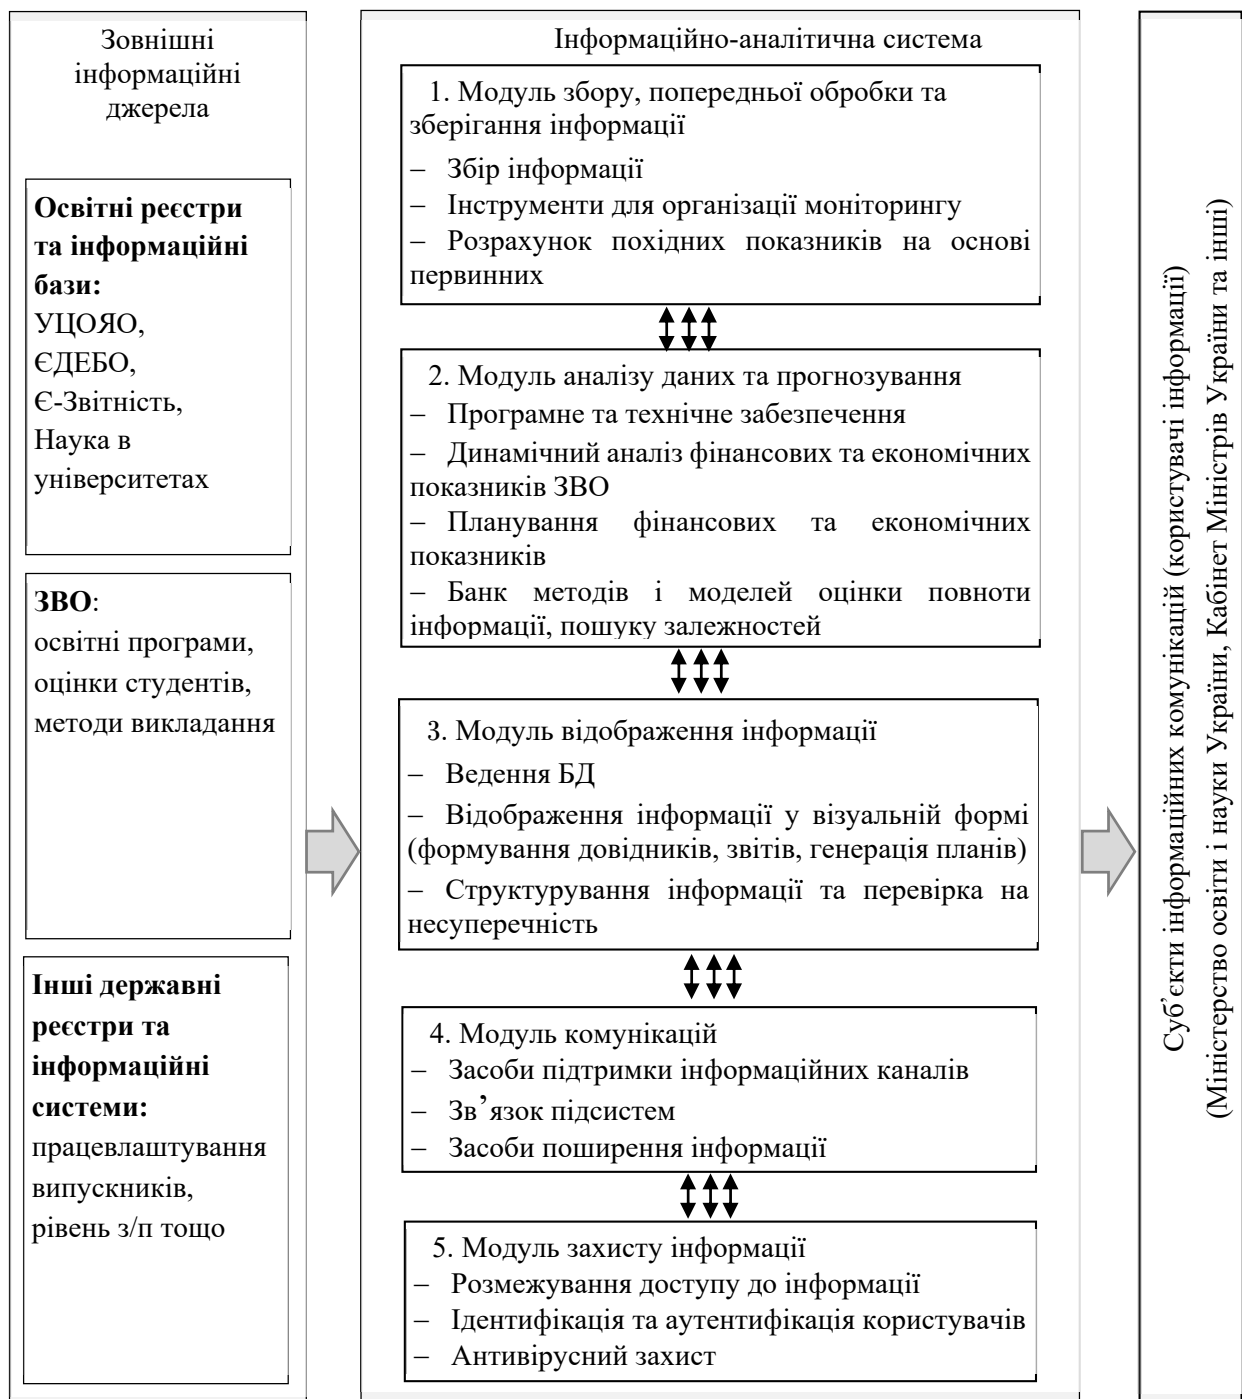 Зовнішні
інформаційні
джерела
Освітні реєстри
та інформаційні
бази:
УЦОЯО,
ЄДЕБО,
Є-Звітність,
Наука в
університетах
ЗВО:
освітні програми,
оцінки студентів,
методи викладання
Інші державні
реєстри та
інформаційні
системи:
працевлаштування
випускників,
рівень з/п тощо
Інформаційно-аналітична система
1. Модуль збору, попередньої обробки та
зберігання інформації
– Збір інформації
– Інструменти для організації моніторингу
– Розрахунок похідних показників на основі
первинних
2. Модуль аналізу даних та прогнозування
– Програмне та технічне забезпечення
– Динамічний аналіз фінансових та економічних
показників ЗВО
– Планування фінансових та економічних
показників
– Банк методів і моделей оцінки повноти
інформації, пошуку залежностей
3. Модуль відображення інформації
– Ведення БД
– Відображення інформації у візуальній формі
(формування довідників, звітів, генерація планів)
– Структурування інформації та перевірка на
несуперечність
4. Модуль комунікацій
– Засоби підтримки інформаційних каналів
– Зв’язок підсистем
– Засоби поширення інформації
5. Модуль захисту інформації
– Розмежування доступу до інформації
– Ідентифікація та аутентифікація користувачів
– Антивірусний захист
Суб’єкти інформаційних комунікацій (користувачі інформації)
(Міністерство освіти і науки України, Кабінет Міністрів України та інші)